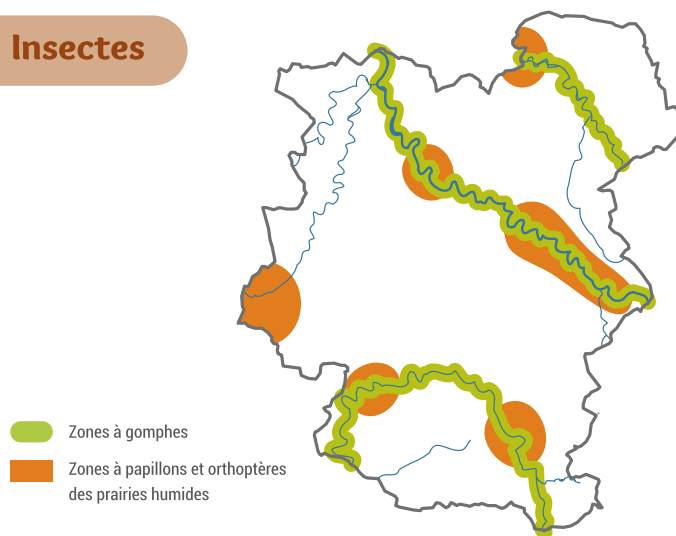 Insectes
Zones à gomphes
Zones à papillons et orthoptères
des prairies humides